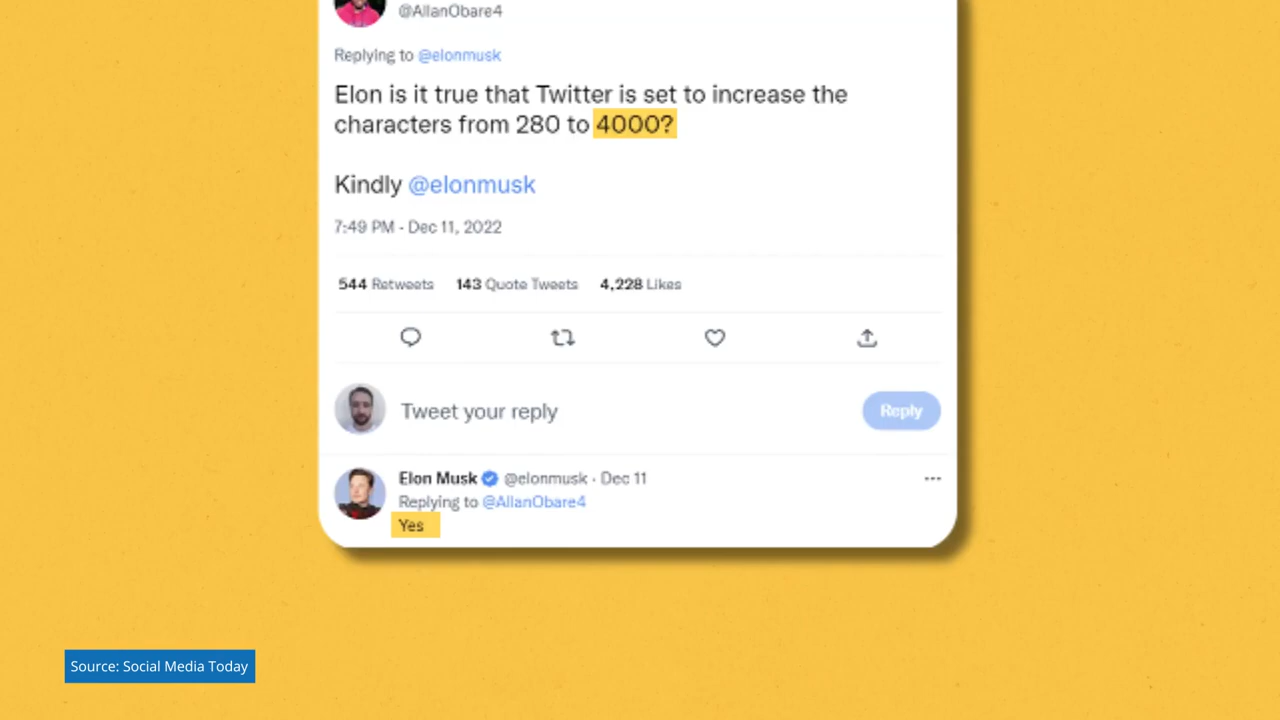 @AllanObare4
Replying to @elonmusk
Elon is it true that Twitter is set to increase the
characters from 280 to 4000?
Kindly @elonmusk
7:49 PM - Dec 11, 2022
544 Retweets 143 Quote Tweets 4,228 Likes
Tweet your reply Reply
Elon Musk @elonmusk · Dec 11
Replying to @AllanObare4
Yes
Source: Social Media Today